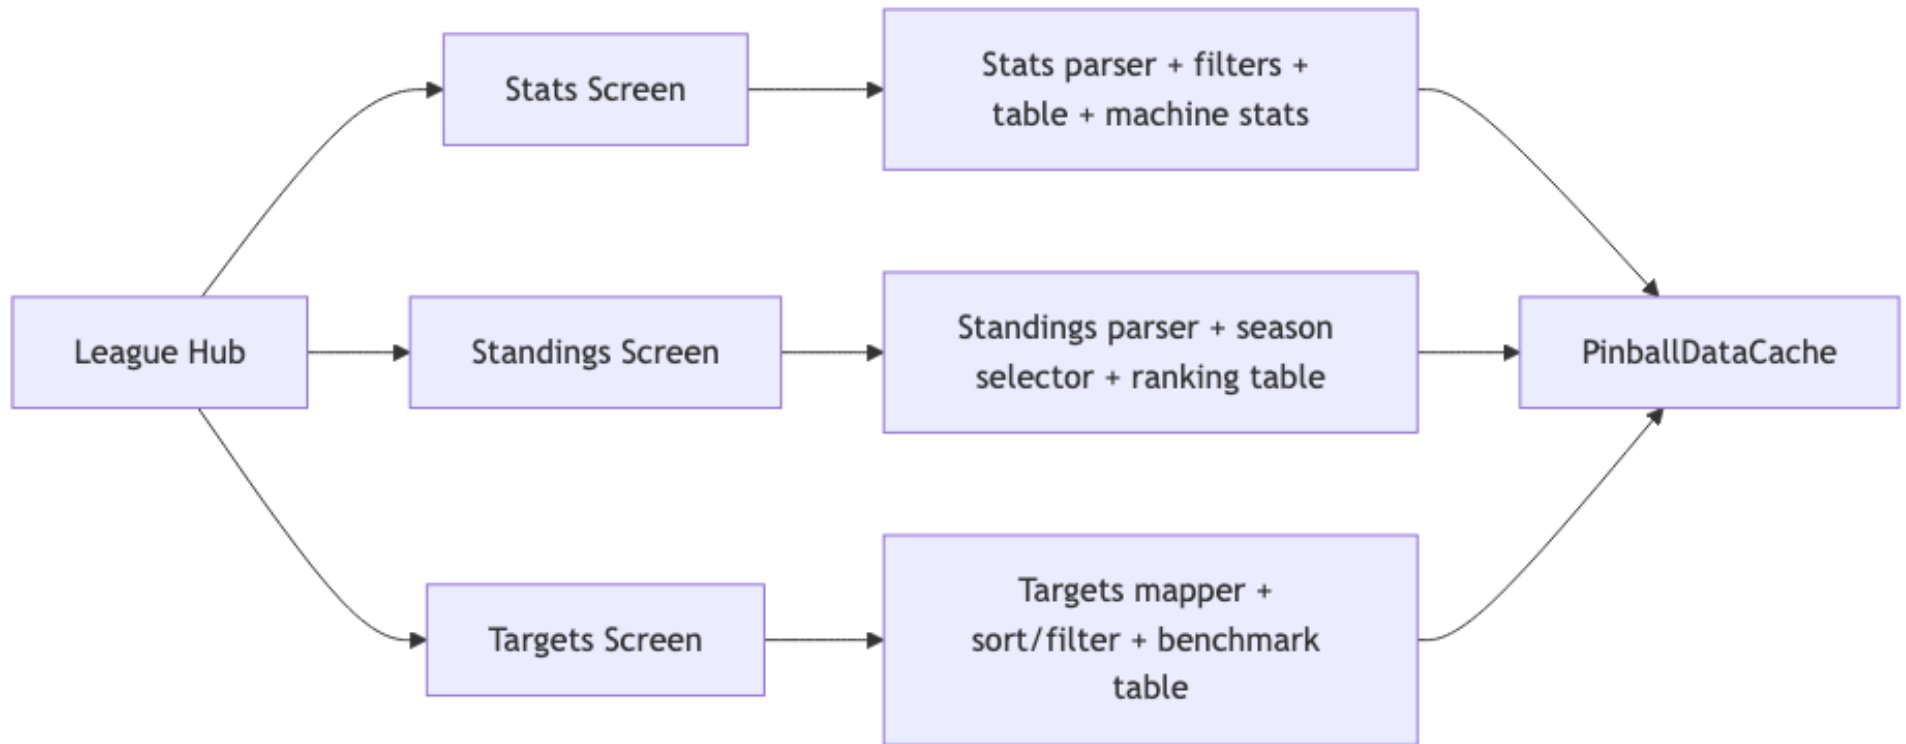 League Hub
Stats Screen
Stats parser + filters +
table + machine stats
Standings Screen
Standings parser + season
selector + ranking table
PinballDataCache
Targets Screen
Targets mapper +
sort/filter + benchmark
table